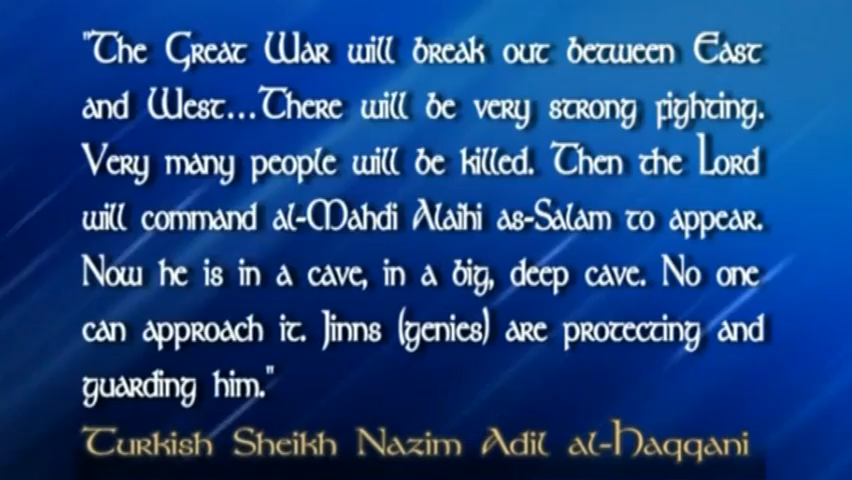 "The Great War will break out between East
and West...There will be very strong fighting.
Very many people will be killed. Then the Lord
will command al-Mahdi Alaihi as-Salam to appear.
Now he is in a cave, in a big, deep cave. No one
can approach it. Jinns (genies) are protecting and
guarding him."
Turkish Sheikh Nazim Adil al-Haqqani